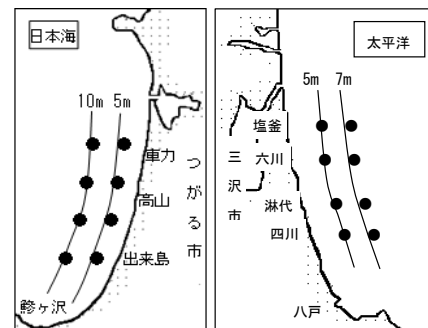 日本海
10m 5m
車力
高山
出来島
鰺ヶ沢
つがる市
太平洋
5m 7m
塩釜
六川
淋代
四川
三沢市
八戸